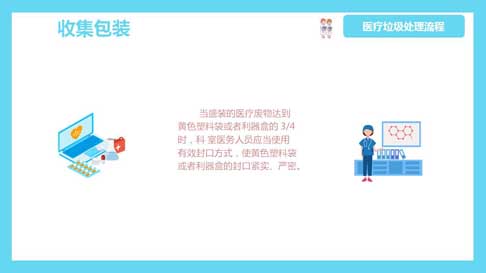 收集包装
医疗垃圾处理流程
当盛装的医疗废物达到
黄色塑料袋或者利器盒的 3/4
时，科 室医务人员应当使用
有效封口方式，使黄色塑料袋
或者利器盒的封口紧实、严密。